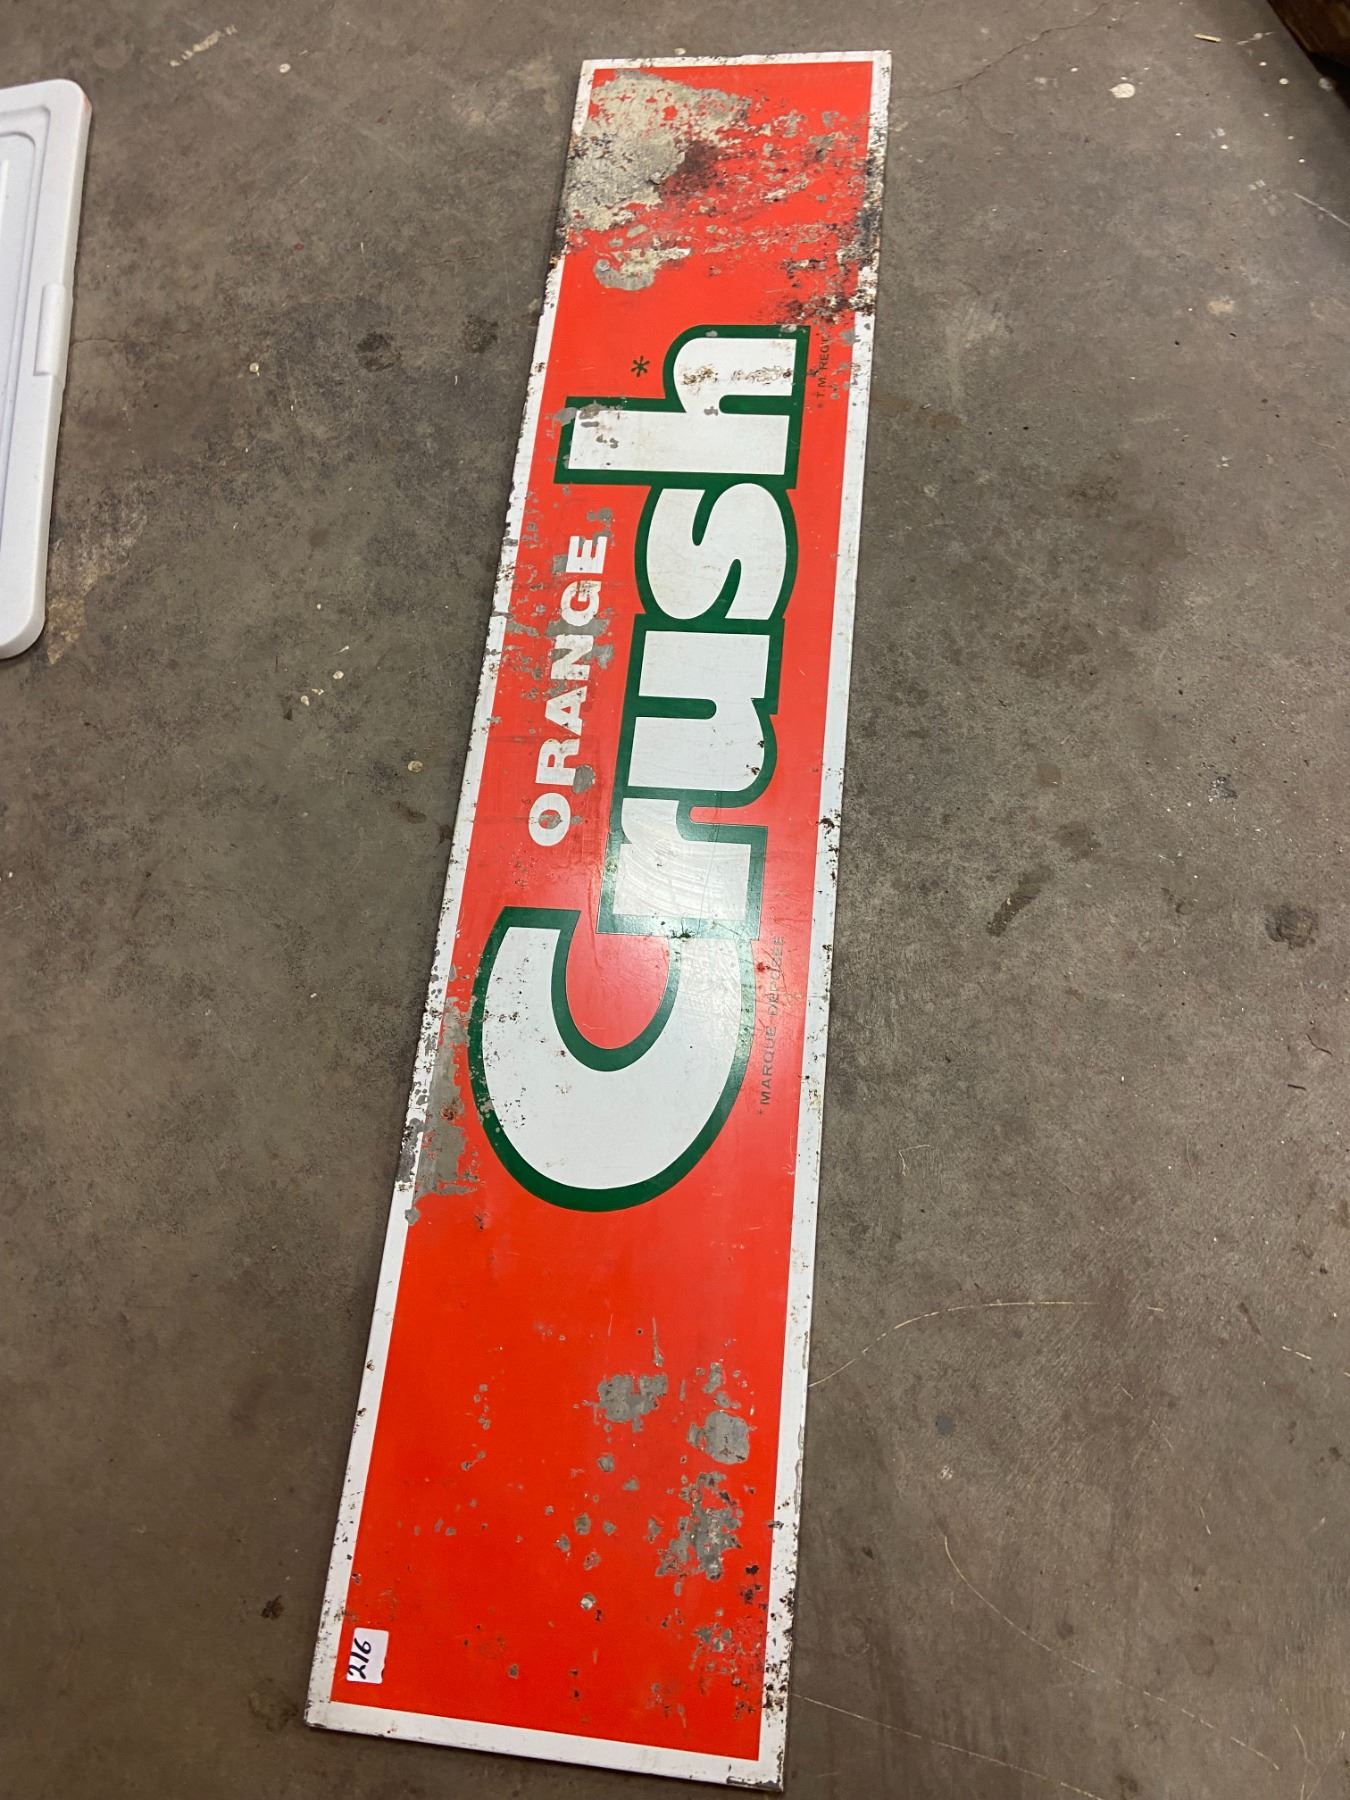 ORANGE
Crush*
*MARQUE DÉPOSÉE
*T.M. REG'D.
216